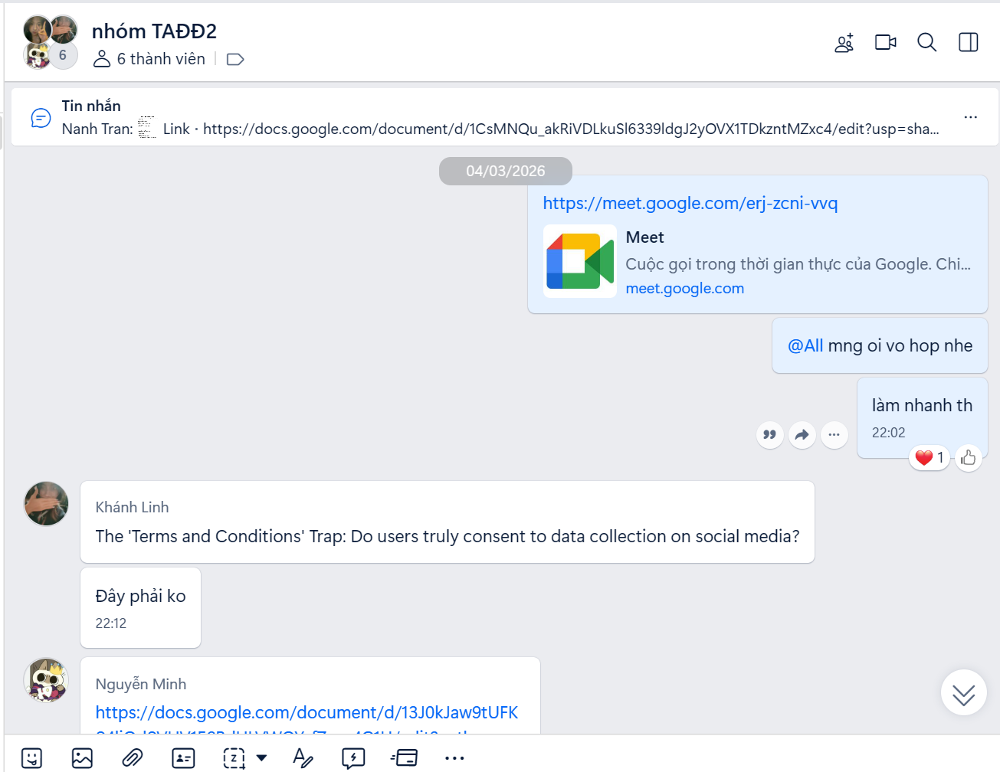 nhóm TAĐĐ2
6
6 thành viên
Tin nhắn
Nanh Tran: Link · https://docs.google.com/document/d/1CsMNQu_akRiVDLkuSl6339ldgJ2yOVX1TDkzntMZxc4/edit?usp=sha...
04/03/2026
https://meet.google.com/erj-zcni-vvq
Meet
Cuộc gọi trong thời gian thực của Google. Chi...
meet.google.com
@All mng oi vo hop nhe
làm nhanh th
22:02
1
Khánh Linh
The 'Terms and Conditions' Trap: Do users truly consent to data collection on social media?
Đây phải ko
22:12
Nguyễn Minh
https://docs.google.com/document/d/13J0kJaw9tUFK